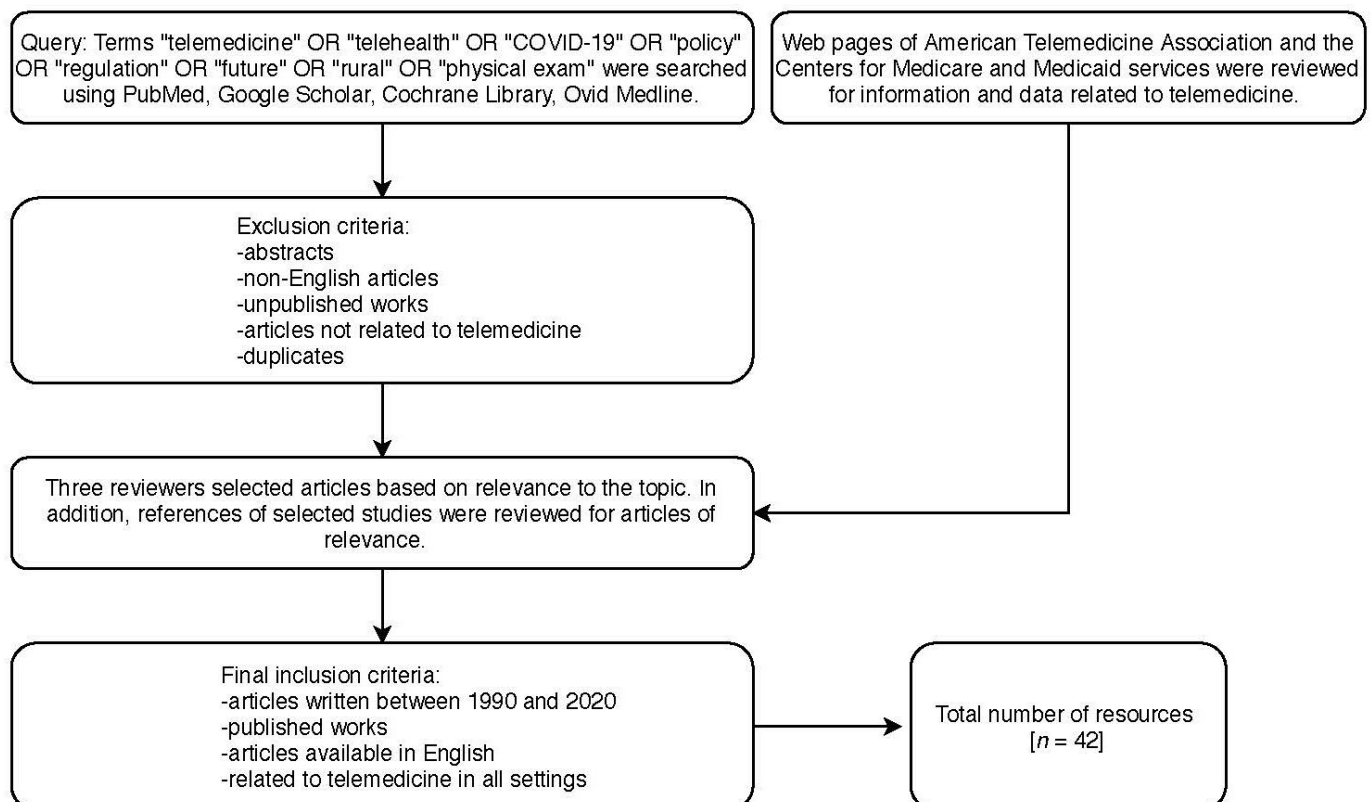 Query: Terms "telemedicine" OR "telehealth" OR "COVID-19" OR "policy"
OR "regulation" OR "future" OR "rural" OR "physical exam" were searched
using PubMed, Google Scholar, Cochrane Library, Ovid Medline.
Web pages of American Telemedicine Association and the
Centers for Medicare and Medicaid services were reviewed
for information and data related to telemedicine.
Exclusion criteria:
-abstracts
-non-English articles
-unpublished works
-articles not related to telemedicine
-duplicates
Three reviewers selected articles based on relevance to the topic. In
addition, references of selected studies were reviewed for articles of
relevance.
Final inclusion criteria:
-articles written between 1990 and 2020
-published works
-articles available in English
-related to telemedicine in all settings
Total number of resources
[n = 42]